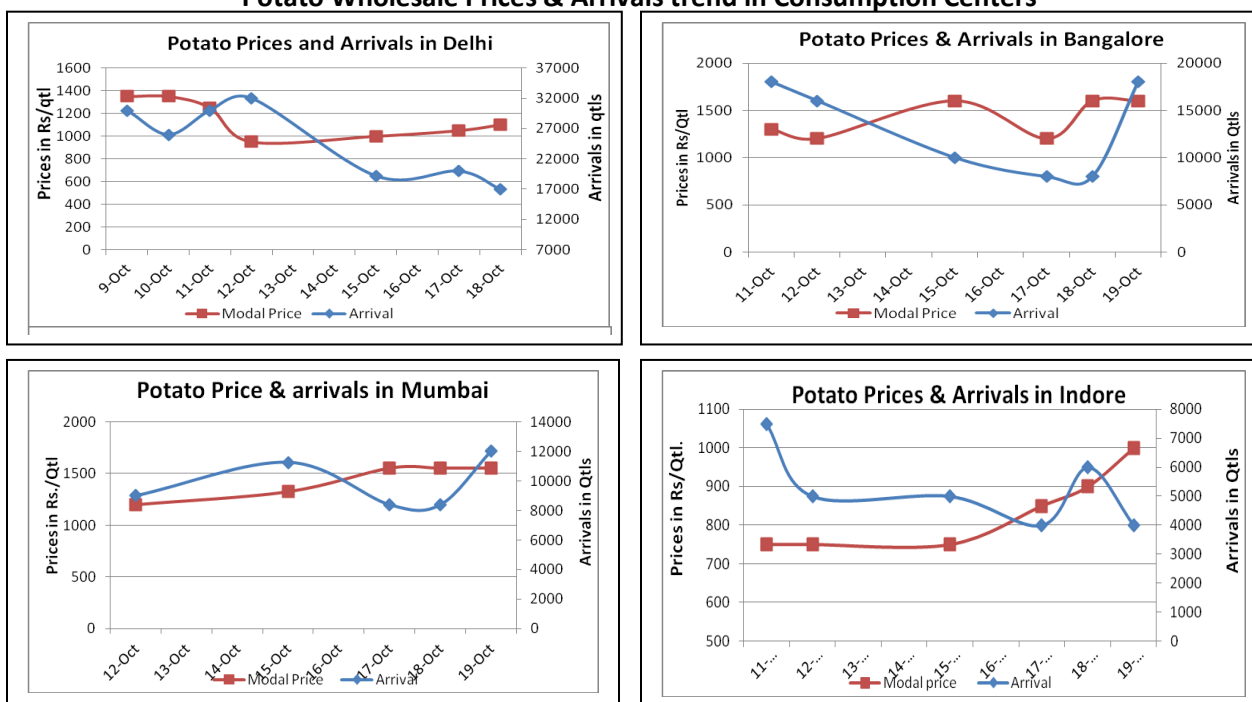 Potato Wholesale Prices & Arrivals trend in Consumption Centers
Potato Prices and Arrivals in Delhi
Prices in Rs/qtl
1600
1400
1200
1000
800
600
400
200
0
37000
32000
27000
22000
17000
12000
7000
Arrivals in qtls
9-Oct 10-Oct 11-Oct 12-Oct 13-Oct 14-Oct 15-Oct 16-Oct 17-Oct 18-Oct
Modal Price Arrival
Potato Prices & Arrivals in Bangalore
Prices in Rs/Qtl
2000
1500
1000
500
0
20000
15000
10000
5000
0
Arrivals in Qtls
11-Oct 12-Oct 13-Oct 14-Oct 15-Oct 16-Oct 17-Oct 18-Oct 19-Oct
Modal Price Arrival
Potato Price & arrivals in Mumbai
Prices in Rs./Qtl
2000
1500
1000
500
0
14000
12000
10000
8000
6000
4000
2000
0
Arrivals in Qtls
12-Oct 13-Oct 14-Oct 15-Oct 16-Oct 17-Oct 18-Oct 19-Oct
Modal Price Arrival
Potato Prices & Arrivals in Indore
Prices in Rs/Qtl.
1100
1000
900
800
700
600
500
8000
7000
6000
5000
4000
3000
2000
1000
0
Arrivals in Qtls
11-... 12-... 13-... 14-... 15-... 16-... 17-... 18-... 19-...
Modal price Arrival